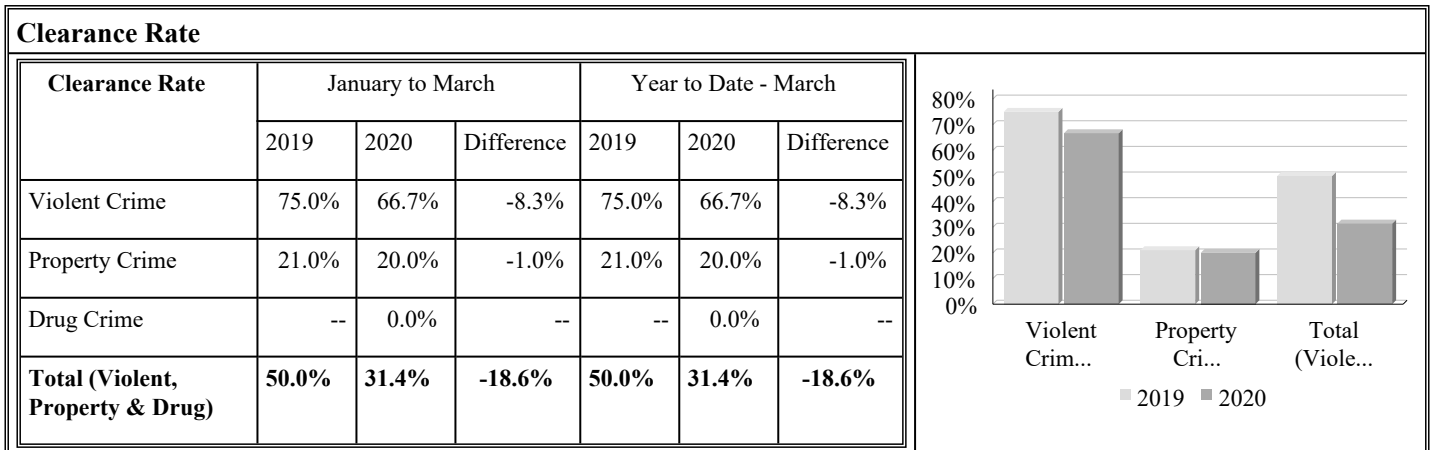 Clearance Rate
Clearance Rate January to March Year to Date - March
2019 2020 Difference 2019 2020 Difference
Violent Crime 75.0% 66.7% -8.3% 75.0% 66.7% -8.3%
Property Crime 21.0% 20.0% -1.0% 21.0% 20.0% -1.0%
Drug Crime -- 0.0% -- -- 0.0% --
Total (Violent, 50.0% 31.4% -18.6% 50.0% 31.4% -18.6%
Property & Drug)
80%
70%
60%
50%
40%
30%
20%
10%
0%
Violent Property Total
Crim... Cri... (Viole...
2019 2020